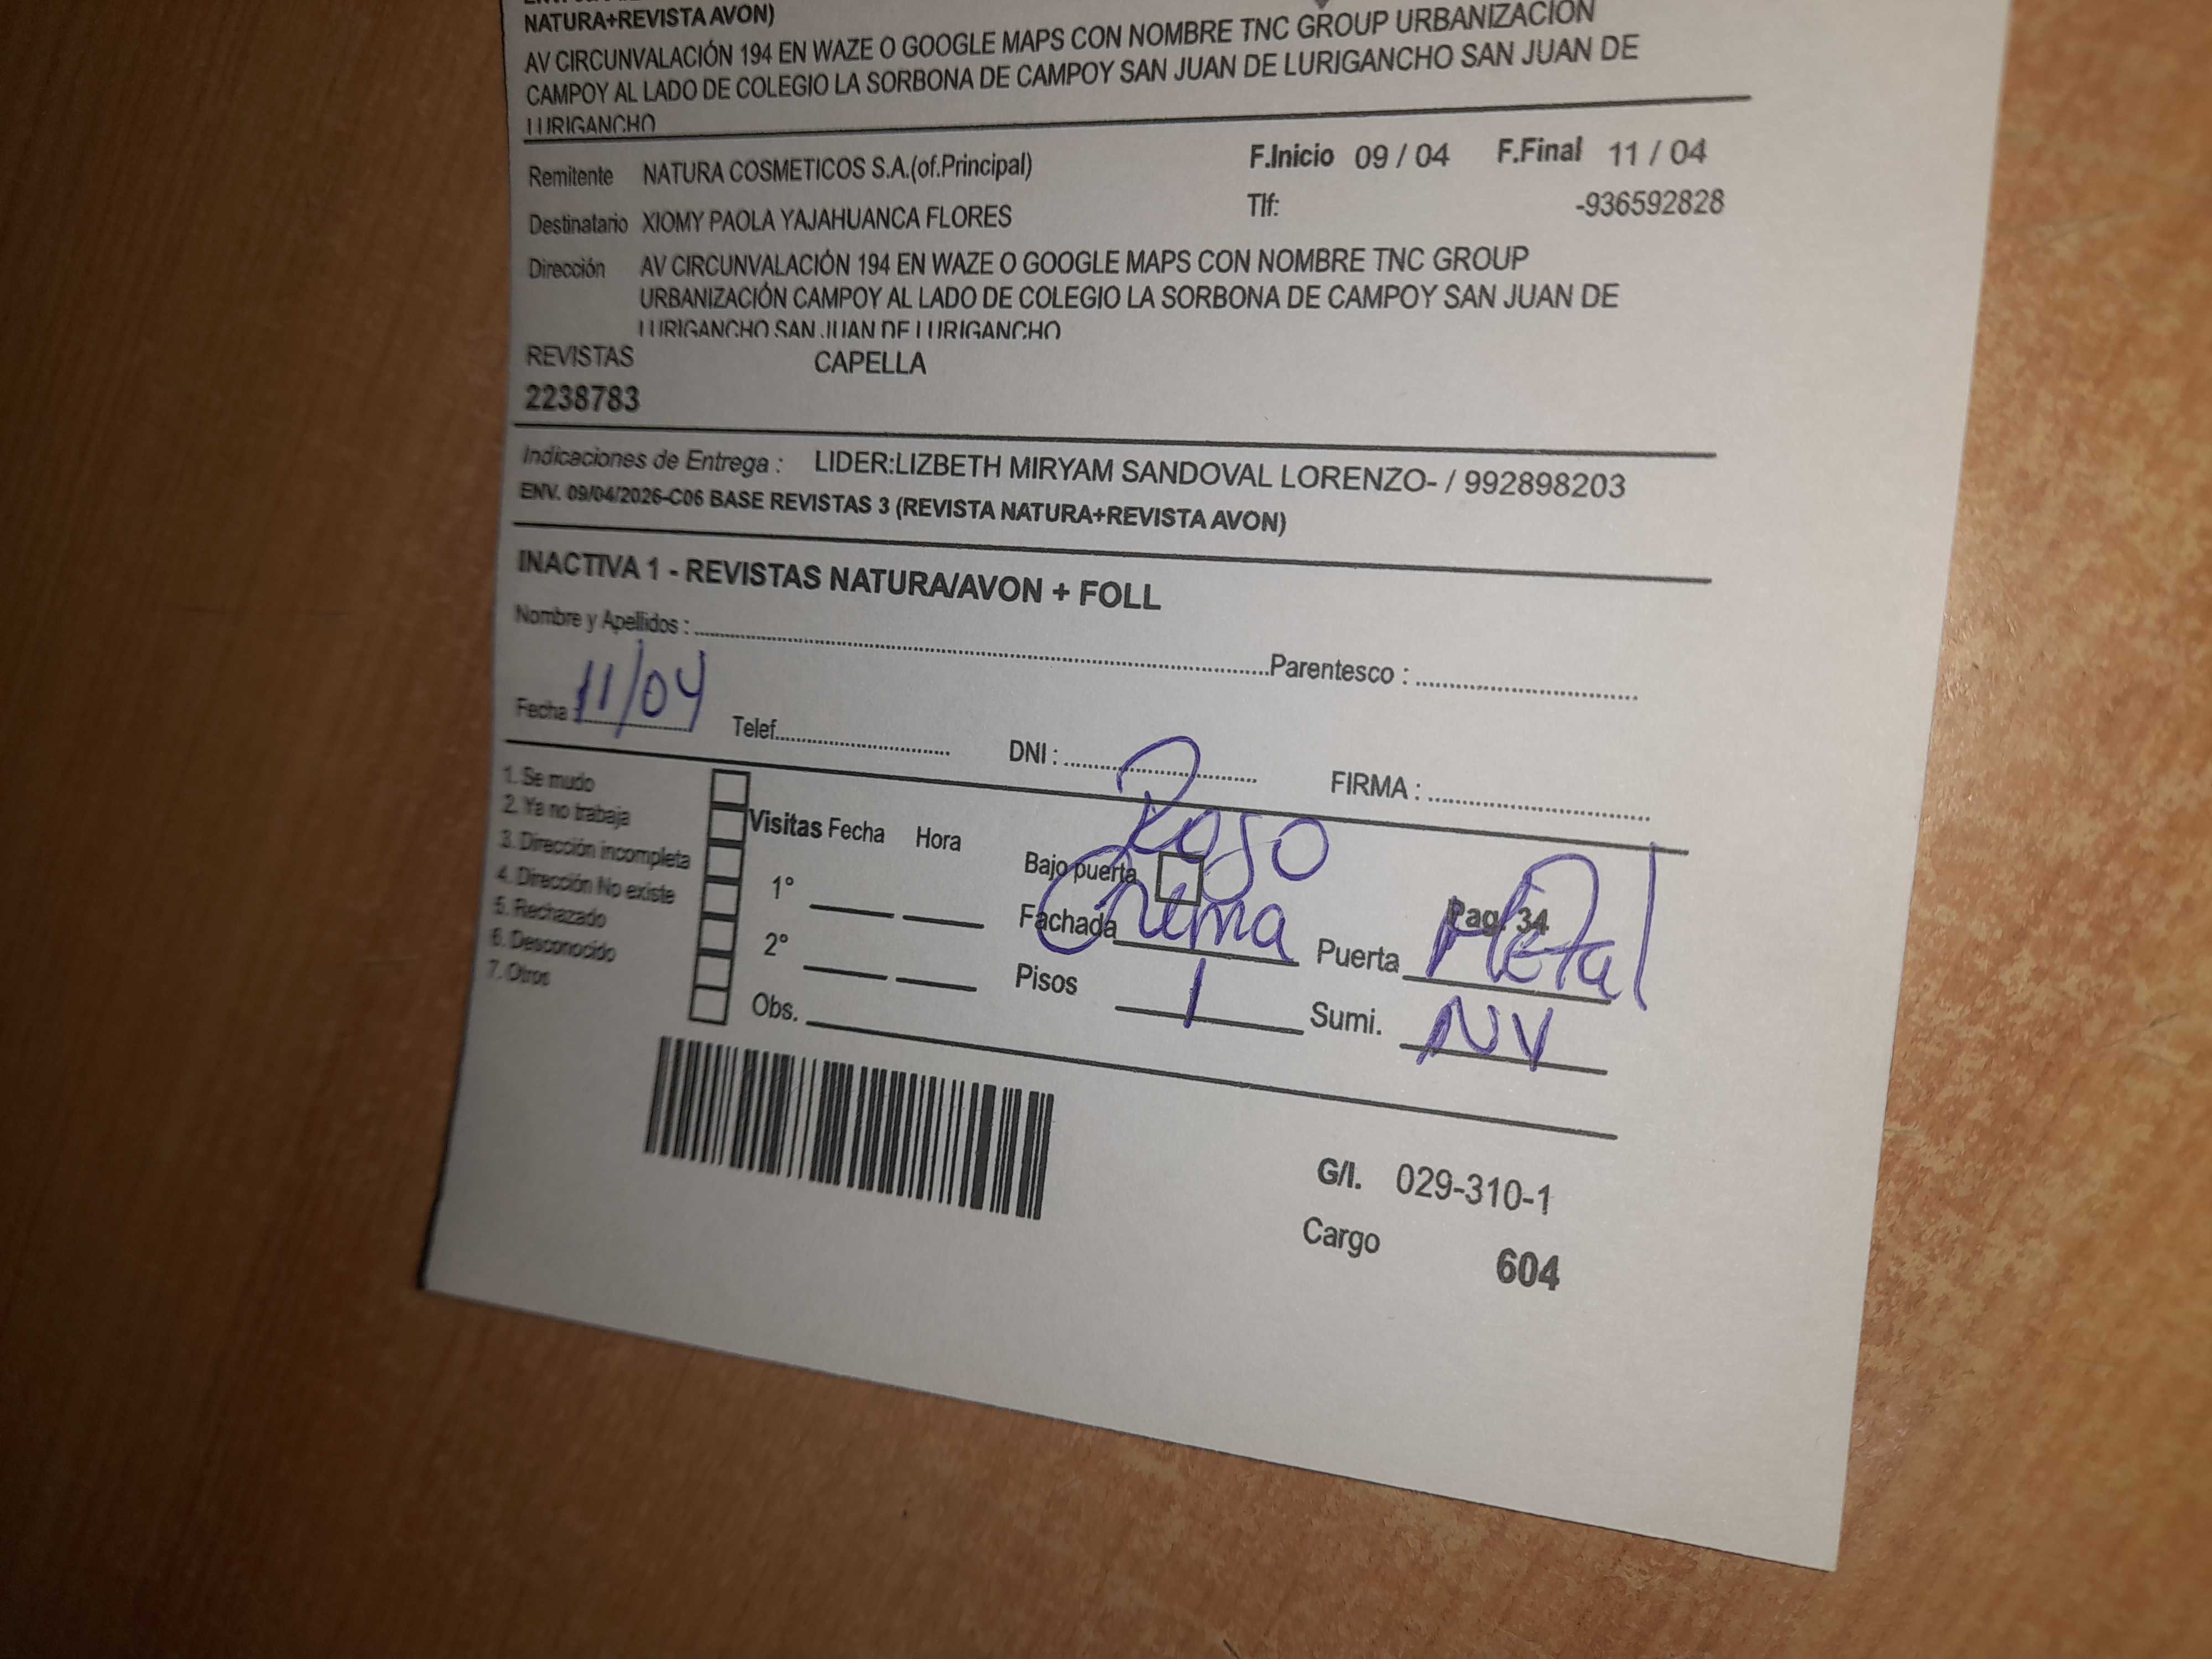 NATURA+REVISTA AVON)
AV CIRCUNVALACIÓN 194 EN WAZE O GOOGLE MAPS CON NOMBRE TNC GROUP URBANIZACIÓN
CAMPOY AL LADO DE COLEGIO LA SORBONA DE CAMPOY SAN JUAN DE LURIGANCHO SAN JUAN DE
LURIGANCHO
Remitente NATURA COSMETICOS S.A.(of.Principal) F.Inicio 09 / 04 F.Final 11 / 04
Destinatario XIOMY PAOLA YAJAHUANCA FLORES Tlf: -936592828
Dirección AV CIRCUNVALACIÓN 194 EN WAZE O GOOGLE MAPS CON NOMBRE TNC GROUP
URBANIZACIÓN CAMPOY AL LADO DE COLEGIO LA SORBONA DE CAMPOY SAN JUAN DE
LURIGANCHO SAN JUAN DE LURIGANCHO
REVISTAS CAPELLA
2238783
Indicaciones de Entrega : LIDER:LIZBETH MIRYAM SANDOVAL LORENZO- / 992898203
ENV. 09/04/2026-C06 BASE REVISTAS 3 (REVISTA NATURA+REVISTA AVON)
INACTIVA 1 - REVISTAS NATURA/AVON + FOLL
Nombre y Apellidos : Parentesco :
Fecha : 11/04 Telef. DNI : FIRMA :
1. Se mudo
2. Ya no trabaja
3. Dirección incompleta
4. Dirección No existe
5. Rechazado
6. Desconocido
7. Otros
Visitas Fecha Hora
1°
2°
Obs.
Bajo puerta
Fachada Crema Puerta Metal
Pag. 34
Pisos 1 Sumi. NV
G/I. 029-310-1
Cargo 604